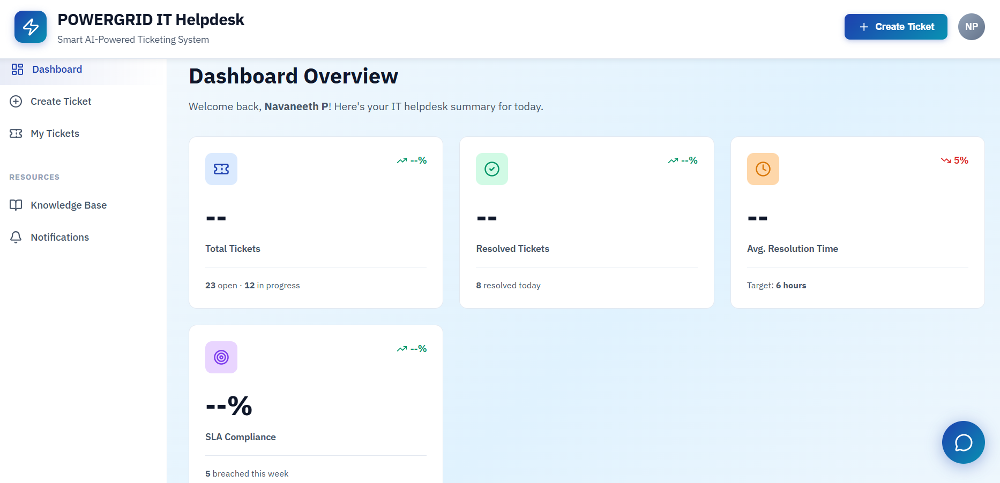 POWERGRID IT Helpdesk
Smart AI-Powered Ticketing System
Create Ticket
NP
Dashboard
Create Ticket
My Tickets
RESOURCES
Knowledge Base
Notifications
Dashboard Overview
Welcome back, Navaneeth P! Here's your IT helpdesk summary for today.
--%
--
Total Tickets
23 open · 12 in progress
--%
--
Resolved Tickets
8 resolved today
5%
--
Avg. Resolution Time
Target: 6 hours
--%
--%
SLA Compliance
5 breached this week